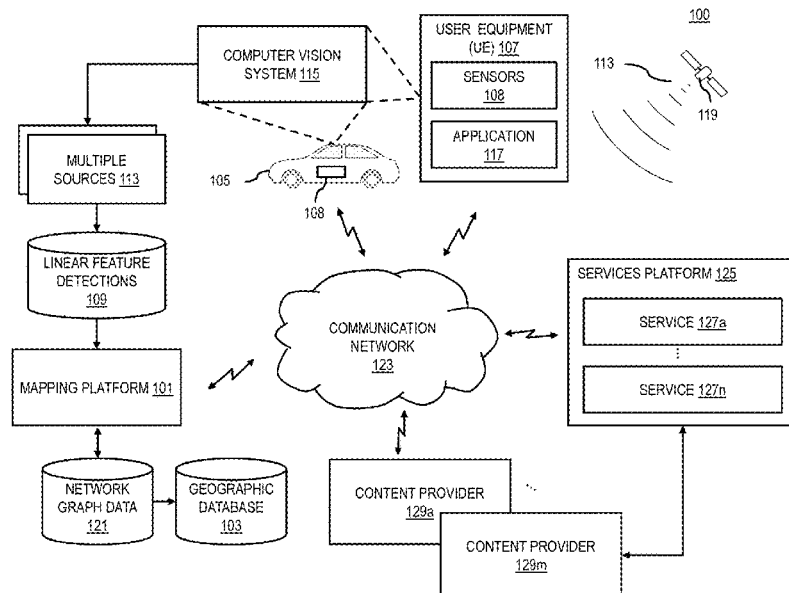 100
COMPUTER VISION
SYSTEM 115
USER EQUIPMENT
(UE) 107
SENSORS
108
APPLICATION
117
113
119
MULTIPLE
SOURCES 113
105
108
LINEAR FEATURE
DETECTIONS
109
COMMUNICATION
NETWORK
123
SERVICES PLATFORM 125
SERVICE 127a
⋮
SERVICE 127n
MAPPING PLATFORM 101
NETWORK
GRAPH DATA
121
GEOGRAPHIC
DATABASE
103
CONTENT PROVIDER
129a
...
CONTENT PROVIDER
129m